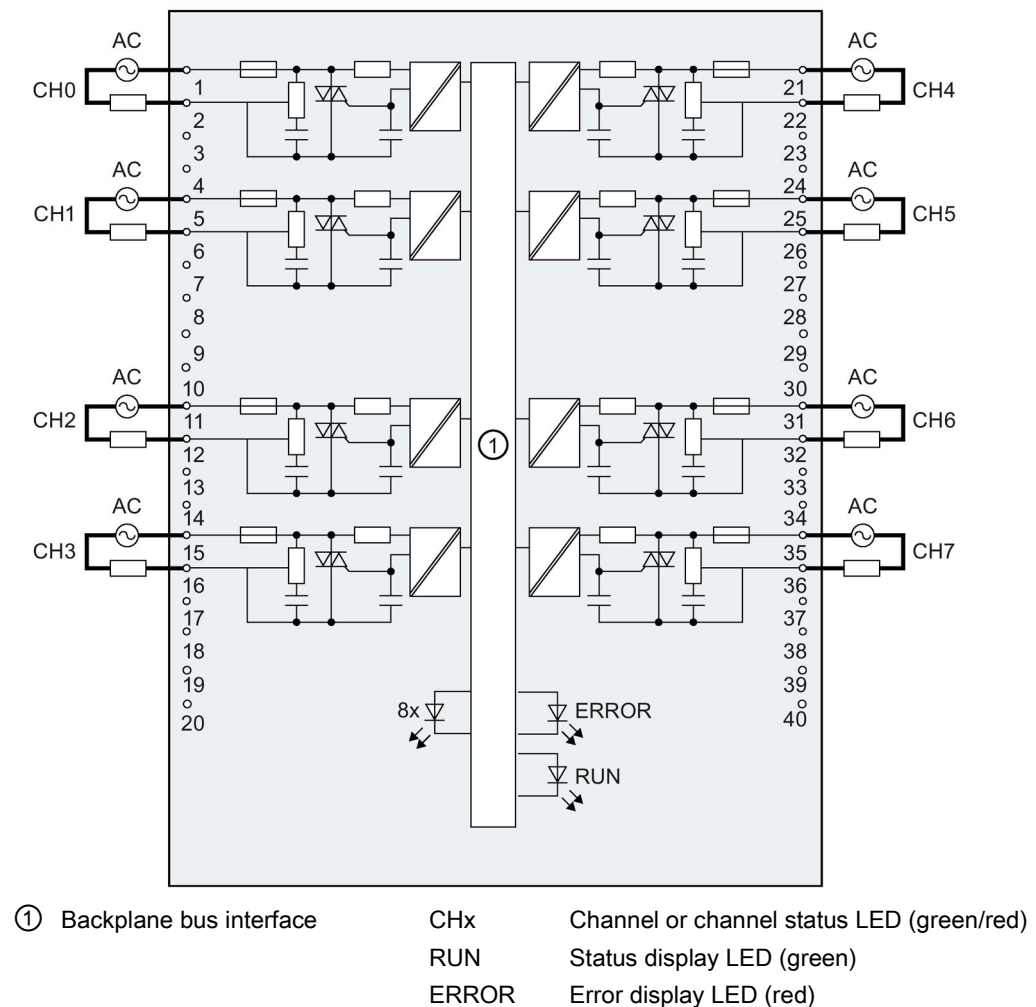 AC
CH0
1
2
3
AC
4
CH1
5
6
7
8
9
AC
10
CH2
11
12
13
AC
14
CH3
15
16
17
18
19
20
AC
21
CH4
22
23
AC
24
CH5
25
26
27
28
29
AC
30
CH6
31
32
33
AC
34
CH7
35
36
37
38
39
40
1
8x
ERROR
RUN
① Backplane bus interface CHx Channel or channel status LED (green/red)
RUN Status display LED (green)
ERROR Error display LED (red)